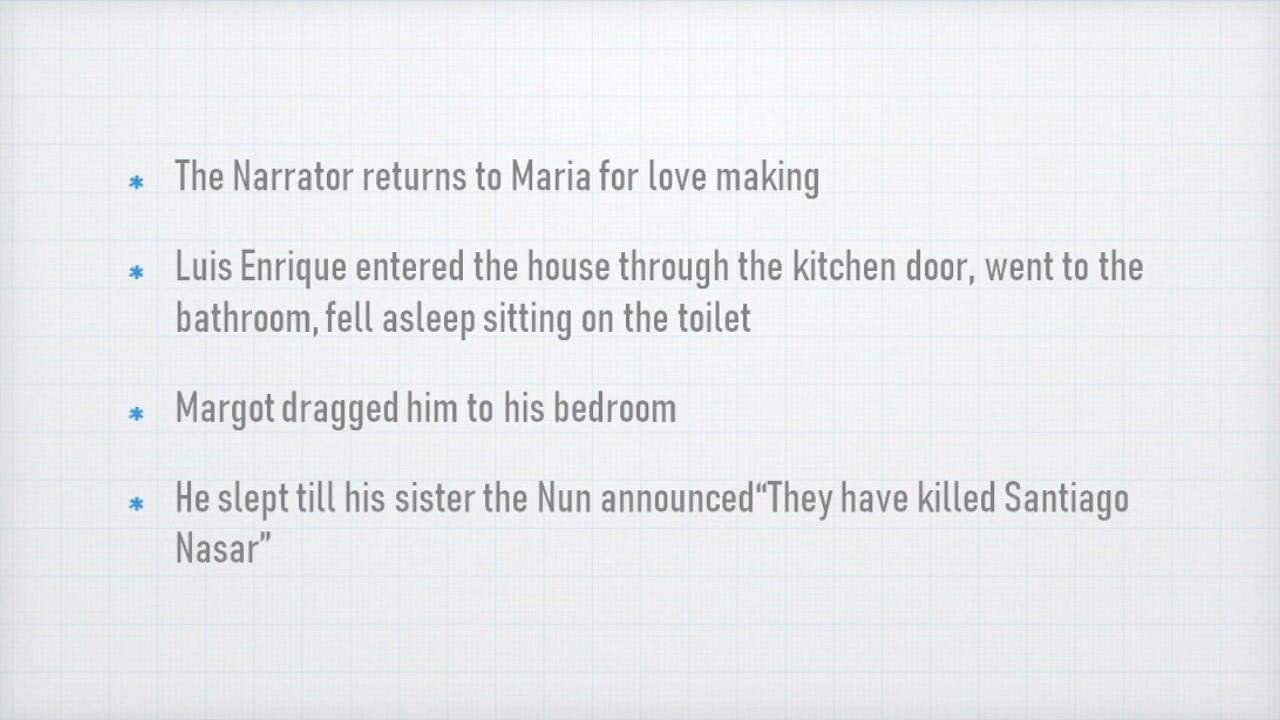 * The Narrator returns to Maria for love making
* Luis Enrique entered the house through the kitchen door, went to the
bathroom, fell asleep sitting on the toilet
* Margot dragged him to his bedroom
* He slept till his sister the Nun announced“They have killed Santiago
Nasar”